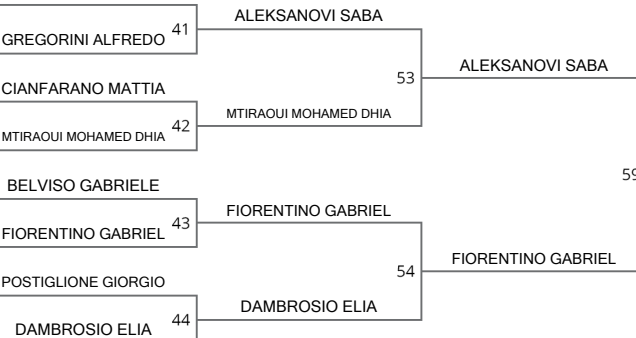 ALEKSANOVI SABA
41
GREGORINI ALFREDO
ALEKSANOVI SABA
53
CIANFARANO MATTIA
MTIRAOUI MOHAMED DHIA
42
MTIRAOUI MOHAMED DHIA
59
BELVISO GABRIELE
FIORENTINO GABRIEL
43
FIORENTINO GABRIEL
FIORENTINO GABRIEL
54
POSTIGLIONE GIORGIO
DAMBROSIO ELIA
44
DAMBROSIO ELIA